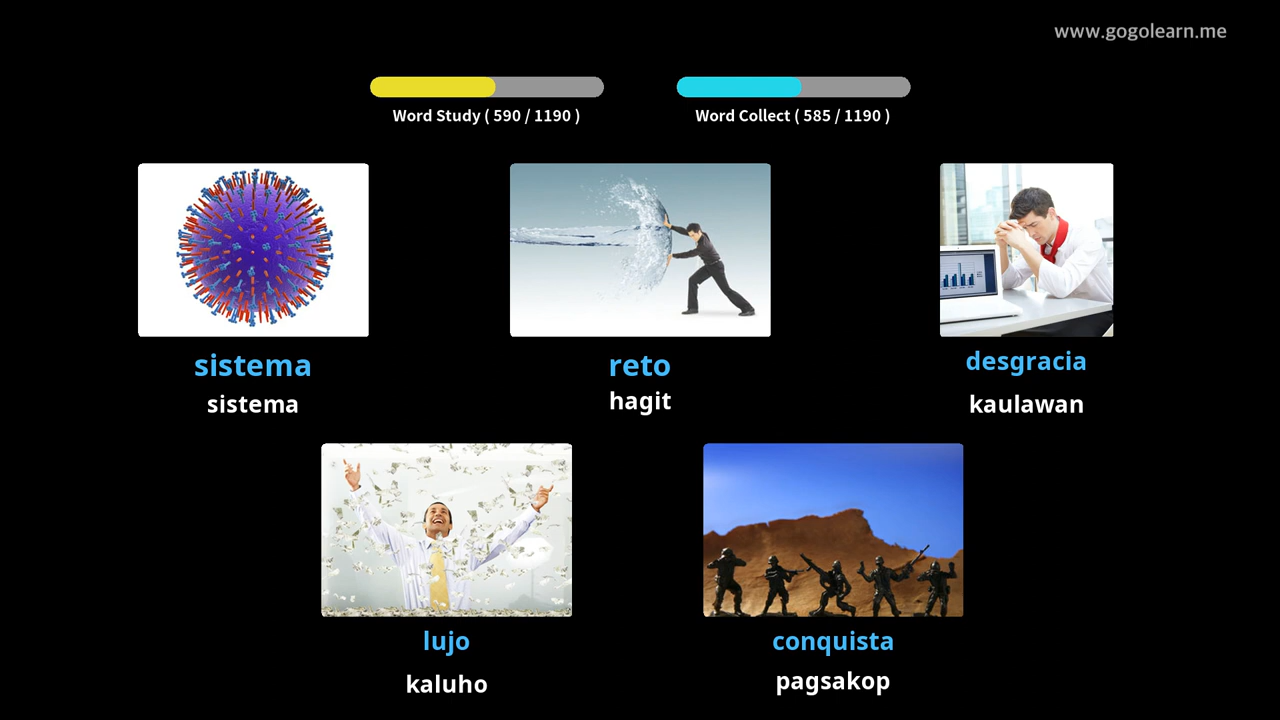 www.gogolearn.me
Word Study ( 590 / 1190 )
Word Collect ( 585 / 1190 )
sistema
sistema
reto
hagit
desgracia
kaulawan
lujo
kaluho
conquista
pagsakop